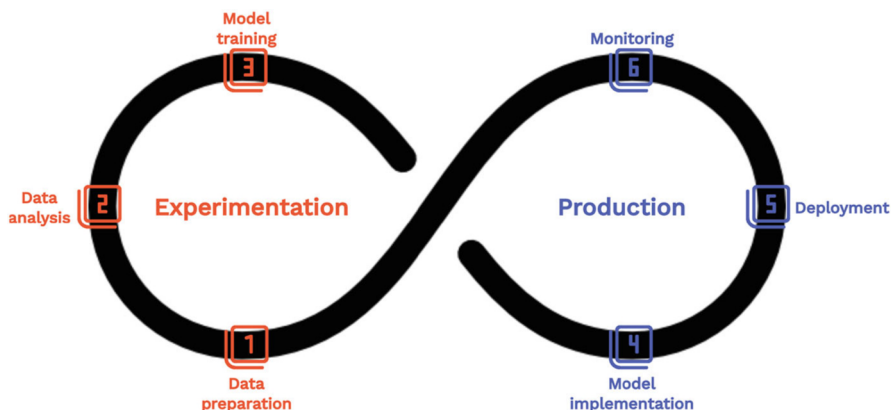 Model
training
3
Monitoring
6
Data
analysis
2
Experimentation
Production
5
Deployment
1
Data
preparation
4
Model
implementation